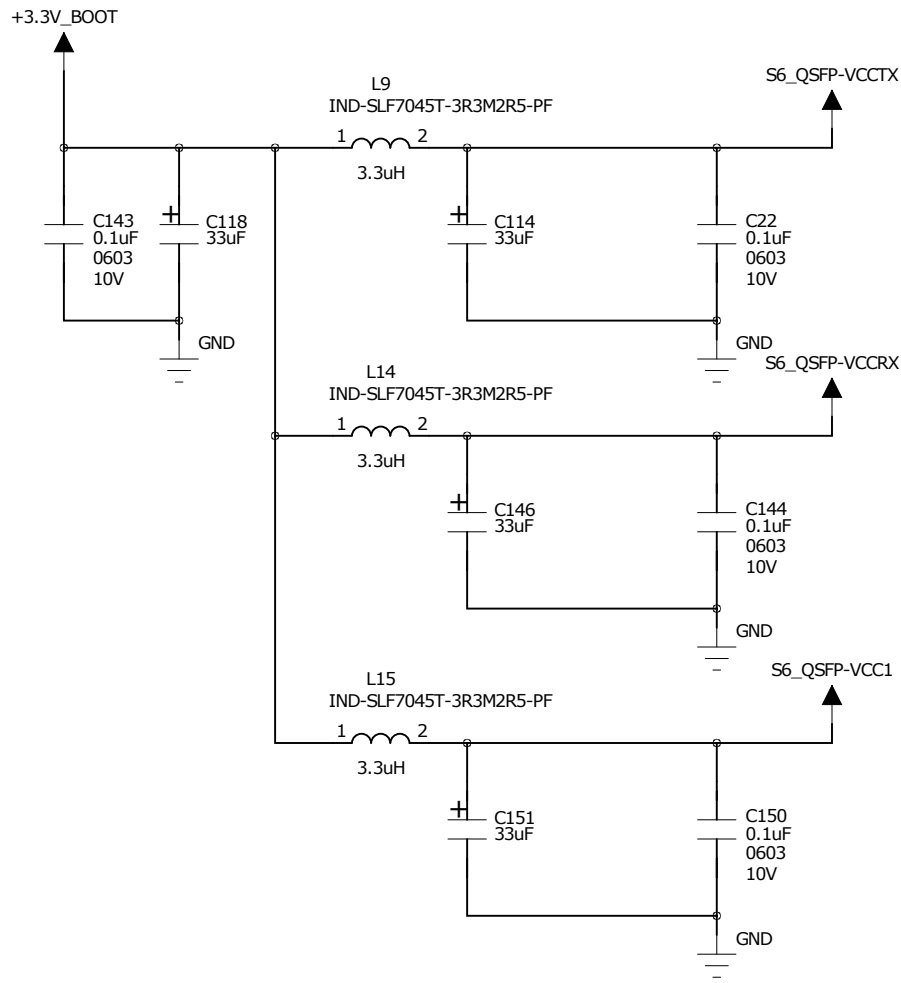 +3.3V_BOOT
S6_QSFP-VCCTX
L9
IND-SLF7045T-3R3M2R5-PF
1 2
3.3uH
C143
0.1uF
0603
10V
+
C118
33uF
+
C114
33uF
C22
0.1uF
0603
10V
GND
GND
S6_QSFP-VCCRX
L14
IND-SLF7045T-3R3M2R5-PF
1 2
3.3uH
+
C146
33uF
C144
0.1uF
0603
10V
GND
S6_QSFP-VCC1
L15
IND-SLF7045T-3R3M2R5-PF
1 2
3.3uH
+
C151
33uF
C150
0.1uF
0603
10V
GND